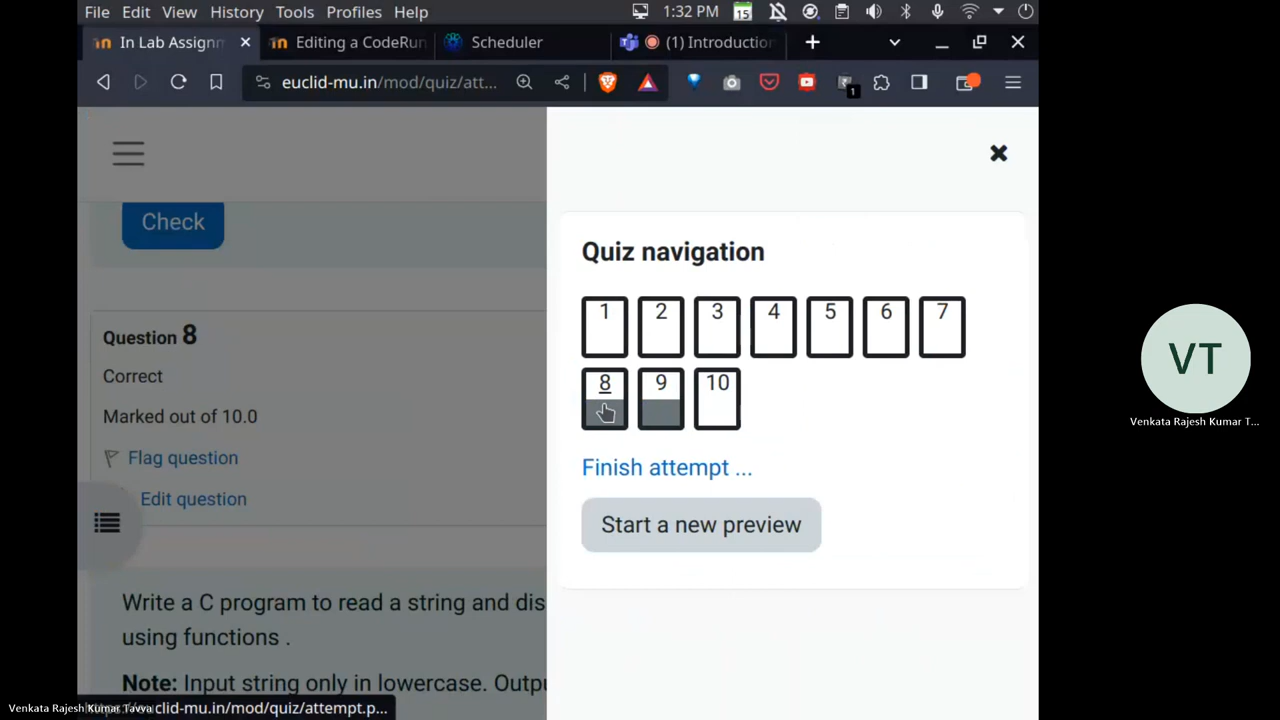 File Edit View History Tools Profiles Help 1:32 PM 15
In Lab Assignm Editing a CodeRun Scheduler (1) Introduction
euclid-mu.in/mod/quiz/att... 1
Check
Quiz navigation
Question 8
1 2 3 4 5 6 7
Correct
8 9 10
Marked out of 10.0
VT
Venkata Rajesh Kumar T...
Flag question
Finish attempt ...
Edit question
Start a new preview
Write a C program to read a string and dis
using functions .
Note: Input string only in lowercase. Outpu
clid-mu.in/mod/quiz/attempt.p...
Venkata Rajesh Kumar Tavva